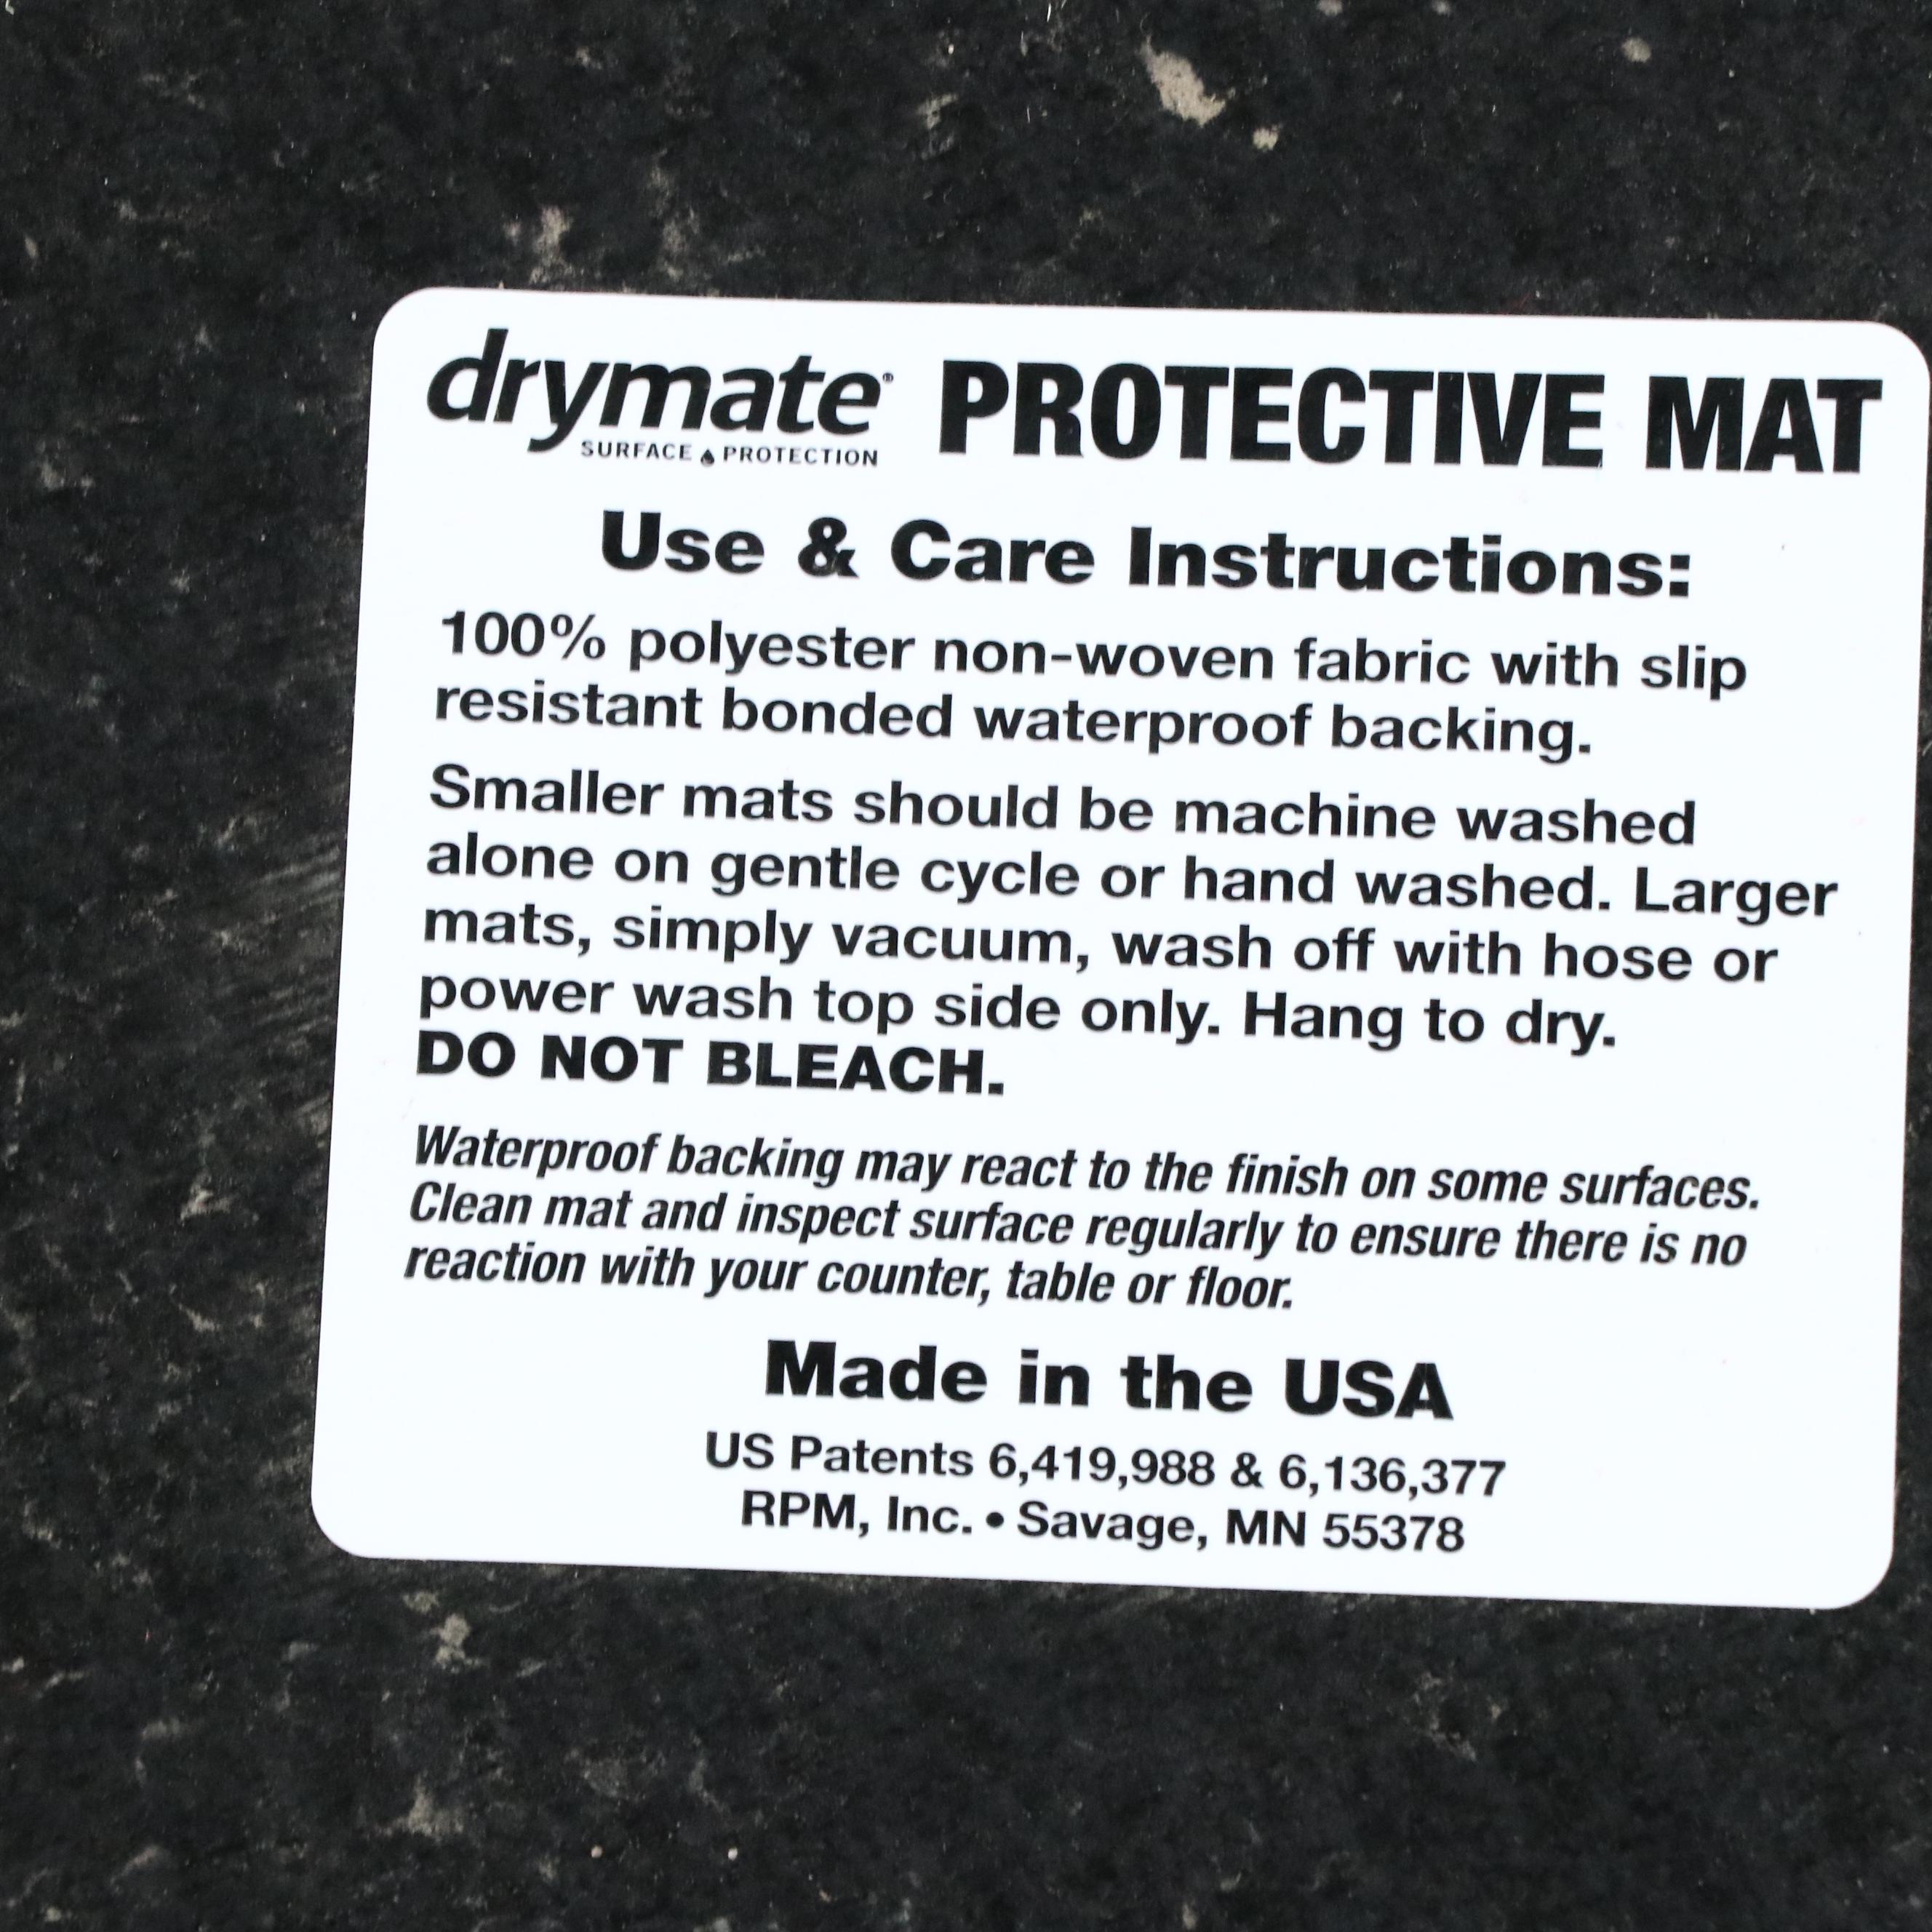 drymate® PROTECTIVE MAT
SURFACE PROTECTION
Use & Care Instructions:
100% polyester non-woven fabric with slip
resistant bonded waterproof backing.
Smaller mats should be machine washed
alone on gentle cycle or hand washed. Larger
mats, simply vacuum, wash off with hose or
power wash top side only. Hang to dry.
DO NOT BLEACH.
Waterproof backing may react to the finish on some surfaces.
Clean mat and inspect surface regularly to ensure there is no
reaction with your counter, table or floor.
Made in the USA
US Patents 6,419,988 & 6,136,377
RPM, Inc. • Savage, MN 55378